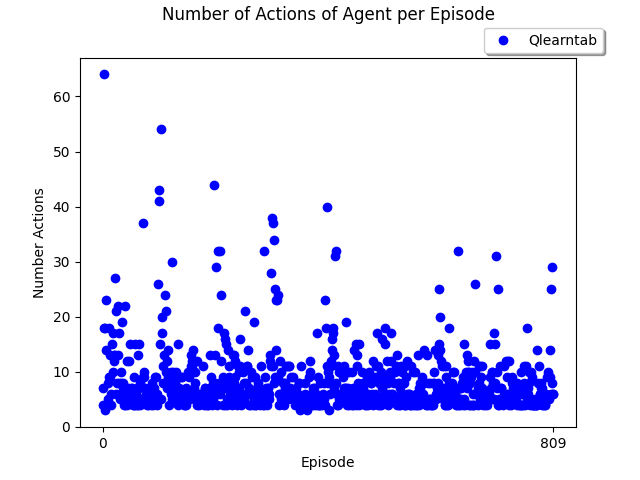 Number of Actions of Agent per Episode
Qlearntab
60
50
40
30
20
10
0
Number Actions
0
809
Episode